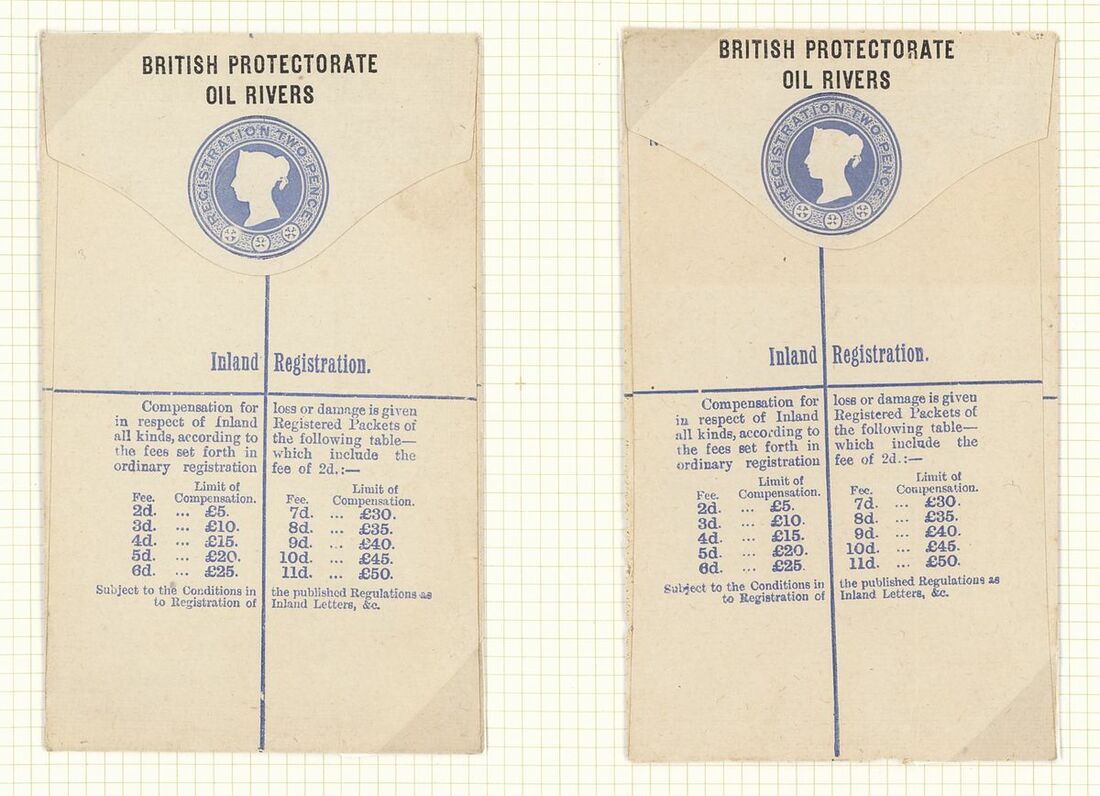 BRITISH PROTECTORATE
OIL RIVERS
REGISTRATION TWO PENCE
Inland Registration.
Compensation for loss or damage is given
in respect of Inland Registered Packets of
all kinds, according to the following table—
the fees set forth in which include the
ordinary registration fee of 2d.:—
Limit of Limit of
Fee. Compensation. Fee. Compensation.
2d. ... £5. 7d. ... £30.
3d. ... £10. 8d. ... £35.
4d. ... £15. 9d. ... £40.
5d. ... £20. 10d. ... £45.
6d. ... £25. 11d. ... £50.
Subject to the Conditions in the published Regulations as
to Registration of Inland Letters, &c.
BRITISH PROTECTORATE
OIL RIVERS
REGISTRATION TWO PENCE
Inland Registration.
Compensation for loss or damage is given
in respect of Inland Registered Packets of
all kinds, according to the following table—
the fees set forth in which include the
ordinary registration fee of 2d.:—
Limit of Limit of
Fee. Compensation. Fee. Compensation.
2d. ... £5. 7d. ... £30.
3d. ... £10. 8d. ... £35.
4d. ... £15. 9d. ... £40.
5d. ... £20. 10d. ... £45.
6d. ... £25. 11d. ... £50.
Subject to the Conditions in the published Regulations as
to Registration of Inland Letters, &c.